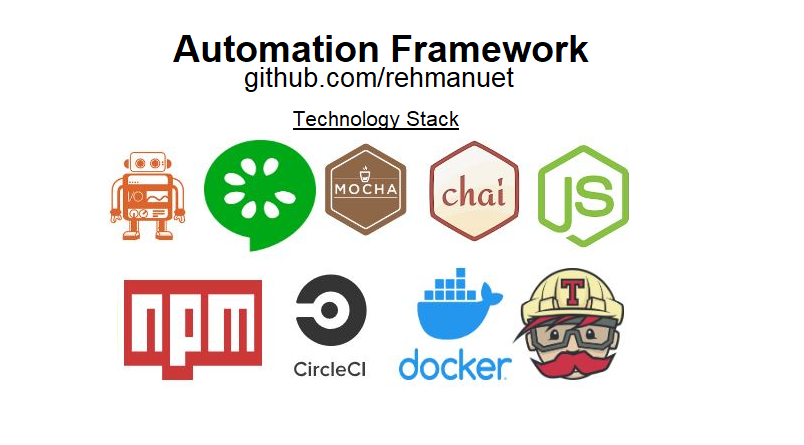 Automation Framework
github.com/rehmanuet
Technology Stack
I/O
MOCHA
chai
JS
npm
CircleCI
docker
T